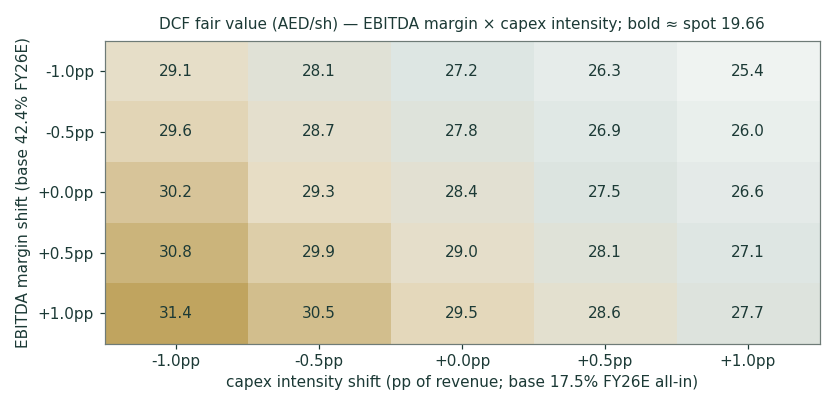 DCF fair value (AED/sh) — EBITDA margin × capex intensity; bold ≈ spot 19.66
EBITDA margin shift (base 42.4% FY26E)
-1.0pp 29.1 28.1 27.2 26.3 25.4
-0.5pp 29.6 28.7 27.8 26.9 26.0
+0.0pp 30.2 29.3 28.4 27.5 26.6
+0.5pp 30.8 29.9 29.0 28.1 27.1
+1.0pp 31.4 30.5 29.5 28.6 27.7
-1.0pp -0.5pp +0.0pp +0.5pp +1.0pp
capex intensity shift (pp of revenue; base 17.5% FY26E all-in)